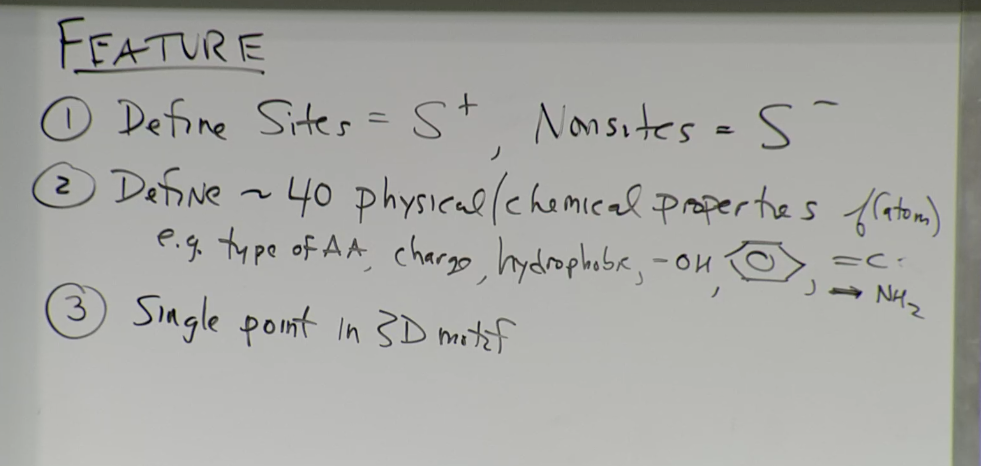 FEATURE
① Define Sites = S⁺, Nonsites = S⁻
② Define ~ 40 physical/chemical properties f(atom)
e.g. type of AA, charge, hydrophobic, -OH, , =C
NH₂
③ Single point in 3D motif